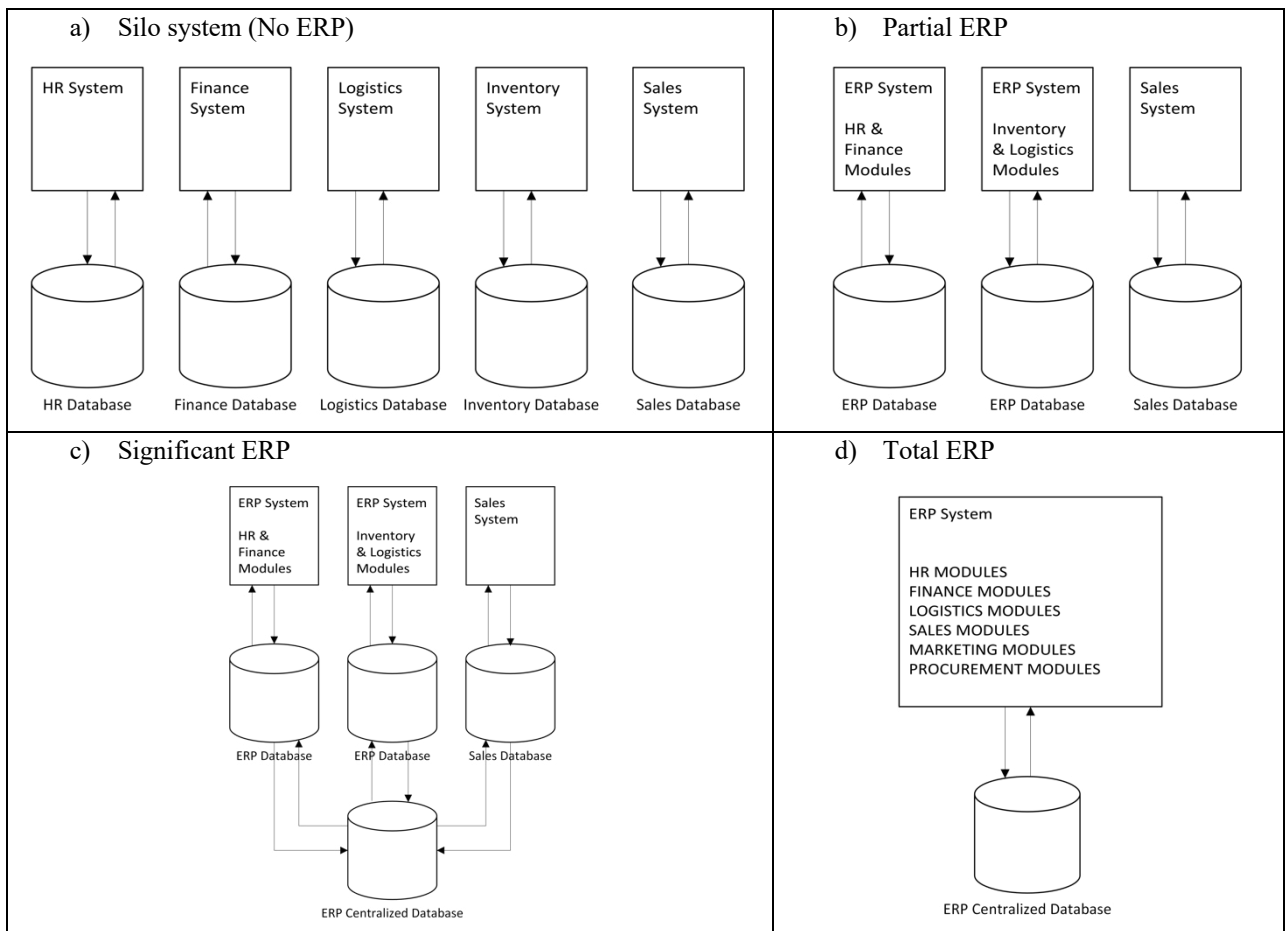 a) Silo system (No ERP)
HR System
Finance
System
Logistics
System
Inventory
System
Sales
System
HR Database
Finance Database
Logistics Database
Inventory Database
Sales Database
b) Partial ERP
ERP System
HR &
Finance
Modules
ERP System
Inventory
& Logistics
Modules
Sales
System
ERP Database
ERP Database
Sales Database
c) Significant ERP
ERP System
HR &
Finance
Modules
ERP System
Inventory
& Logistics
Modules
Sales
System
ERP Database
ERP Database
Sales Database
ERP Centralized Database
d) Total ERP
ERP System
HR MODULES
FINANCE MODULES
LOGISTICS MODULES
SALES MODULES
MARKETING MODULES
PROCUREMENT MODULES
ERP Centralized Database